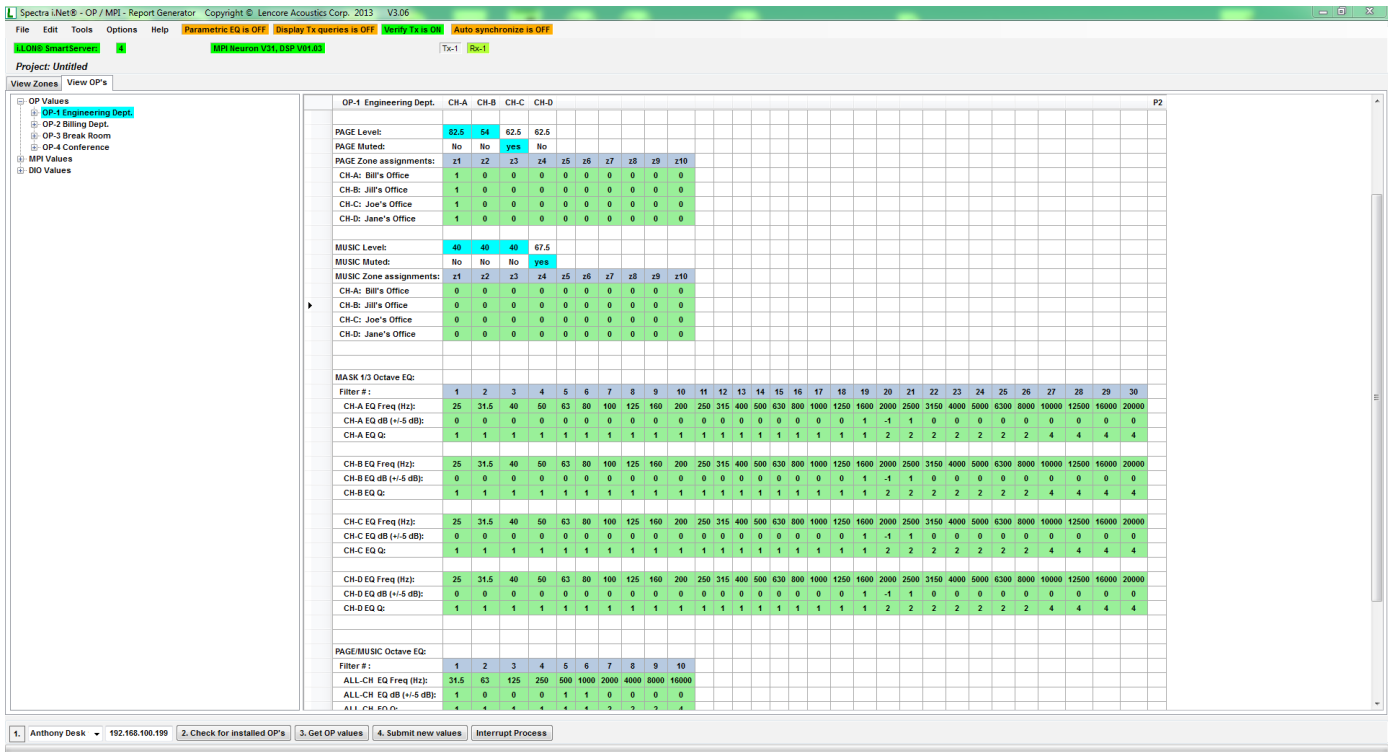 L Spectra i.Net® - OP / MPI - Report Generator Copyright © Lencore Acoustics Corp. 2013 V3.06
File Edit Tools Options Help Parametric EQ is OFF Display Tx queries is OFF Verify Tx is ON Auto synchronize is OFF
i.LON® SmartServer: 4 MPI Neuron V31, DSP V01.03 Tx-1 Rx-1
Project: Untitled
View Zones View OP's
OP Values
OP-1 Engineering Dept.
OP-2 Billing Dept.
OP-3 Break Room
OP-4 Conference
MPI Values
DIO Values
OP-1 Engineering Dept. CH-A CH-B CH-C CH-D P2
PAGE Level: 82.5 54 62.5 62.5
PAGE Muted: No No yes No
PAGE Zone assignments: z1 z2 z3 z4 z5 z6 z7 z8 z9 z10
CH-A: Bill's Office 1 0 0 0 0 0 0 0 0 0
CH-B: Jill's Office 1 0 0 0 0 0 0 0 0 0
CH-C: Joe's Office 1 0 0 0 0 0 0 0 0 0
CH-D: Jane's Office 1 0 0 0 0 0 0 0 0 0
MUSIC Level: 40 40 40 67.5
MUSIC Muted: No No No yes
MUSIC Zone assignments: z1 z2 z3 z4 z5 z6 z7 z8 z9 z10
CH-A: Bill's Office 0 0 0 0 0 0 0 0 0 0
CH-B: Jill's Office 0 0 0 0 0 0 0 0 0 0
CH-C: Joe's Office 0 0 0 0 0 0 0 0 0 0
CH-D: Jane's Office 0 0 0 0 0 0 0 0 0 0
MASK 1/3 Octave EQ:
Filter # : 1 2 3 4 5 6 7 8 9 10 11 12 13 14 15 16 17 18 19 20 21 22 23 24 25 26 27 28 29 30
CH-A EQ Freq (Hz): 25 31.5 40 50 63 80 100 125 160 200 250 315 400 500 630 800 1000 1250 1600 2000 2500 3150 4000 5000 6300 8000 10000 12500 16000 20000
CH-A EQ dB (+/-5 dB): 0 0 0 0 0 0 0 0 0 0 0 0 0 0 0 0 0 0 1 -1 1 0 0 0 0 0 0 0 0 0
CH-A EQ Q: 1 1 1 1 1 1 1 1 1 1 1 1 1 1 1 1 1 1 1 2 2 2 2 2 2 2 4 4 4 4
CH-B EQ Freq (Hz): 25 31.5 40 50 63 80 100 125 160 200 250 315 400 500 630 800 1000 1250 1600 2000 2500 3150 4000 5000 6300 8000 10000 12500 16000 20000
CH-B EQ dB (+/-5 dB): 0 0 0 0 0 0 0 0 0 0 0 0 0 0 0 0 0 0 1 -1 1 0 0 0 0 0 0 0 0 0
CH-B EQ Q: 1 1 1 1 1 1 1 1 1 1 1 1 1 1 1 1 1 1 1 2 2 2 2 2 2 2 4 4 4 4
CH-C EQ Freq (Hz): 25 31.5 40 50 63 80 100 125 160 200 250 315 400 500 630 800 1000 1250 1600 2000 2500 3150 4000 5000 6300 8000 10000 12500 16000 20000
CH-C EQ dB (+/-5 dB): 0 0 0 0 0 0 0 0 0 0 0 0 0 0 0 0 0 0 1 -1 1 0 0 0 0 0 0 0 0 0
CH-C EQ Q: 1 1 1 1 1 1 1 1 1 1 1 1 1 1 1 1 1 1 1 2 2 2 2 2 2 2 4 4 4 4
CH-D EQ Freq (Hz): 25 31.5 40 50 63 80 100 125 160 200 250 315 400 500 630 800 1000 1250 1600 2000 2500 3150 4000 5000 6300 8000 10000 12500 16000 20000
CH-D EQ dB (+/-5 dB): 0 0 0 0 0 0 0 0 0 0 0 0 0 0 0 0 0 0 1 -1 1 0 0 0 0 0 0 0 0 0
CH-D EQ Q: 1 1 1 1 1 1 1 1 1 1 1 1 1 1 1 1 1 1 1 2 2 2 2 2 2 2 4 4 4 4
PAGE/MUSIC Octave EQ:
Filter # : 1 2 3 4 5 6 7 8 9 10
ALL-CH EQ Freq (Hz): 31.5 63 125 250 500 1000 2000 4000 8000 16000
ALL-CH EQ dB (+/-5 dB): 1 0 0 0 1 1 0 0 0 0
ALL-CH EQ Q: 1 1 1 1 1 1 2 2 2 4
1. Anthony Desk 192.168.100.199 2. Check for installed OP's 3. Get OP values 4. Submit new values Interrupt Process